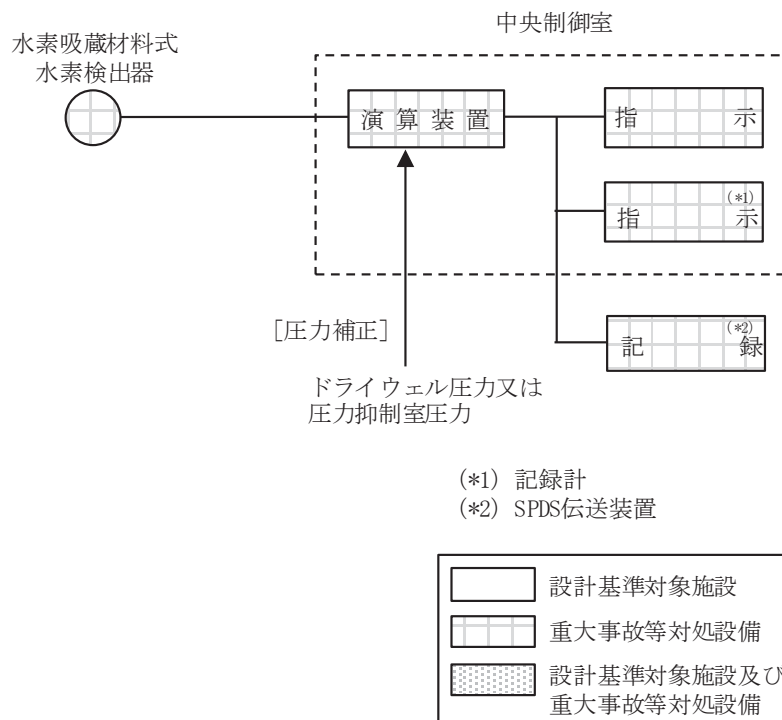 中央制御室
水素吸蔵材料式
水素検出器
演算装置
指示
指示(*1)
記録(*2)
[圧力補正]
ドライウェル圧力又は
圧力抑制室圧力
(*1) 記録計
(*2) SPDS伝送装置
設計基準対象施設
重大事故等対処設備
設計基準対象施設及び
重大事故等対処設備